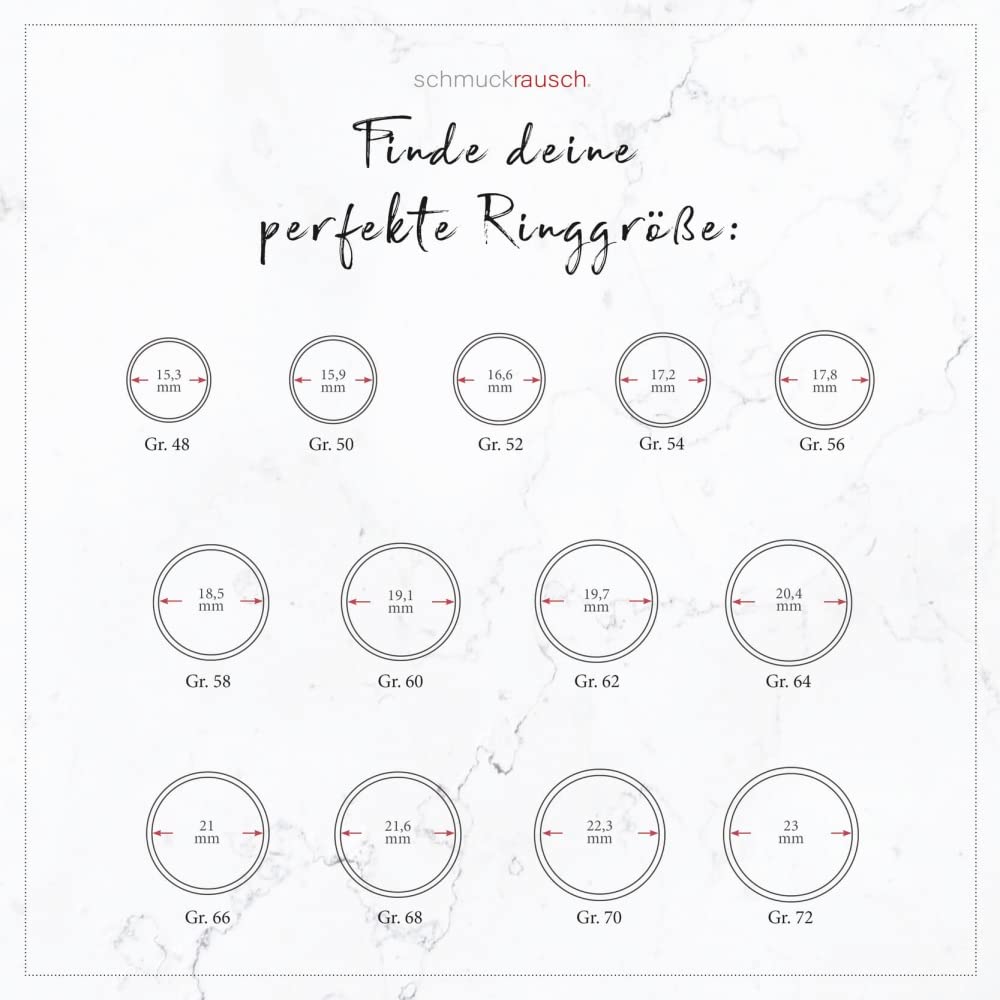 schmuckrausch.
Finde deine
perfekte Ringgröße:
15,3
mm
15,9
mm
16,6
mm
17,2
mm
17,8
mm
Gr. 48
Gr. 50
Gr. 52
Gr. 54
Gr. 56
18,5
mm
19,1
mm
19,7
mm
20,4
mm
Gr. 58
Gr. 60
Gr. 62
Gr. 64
21
mm
21,6
mm
22,3
mm
23
mm
Gr. 66
Gr. 68
Gr. 70
Gr. 72